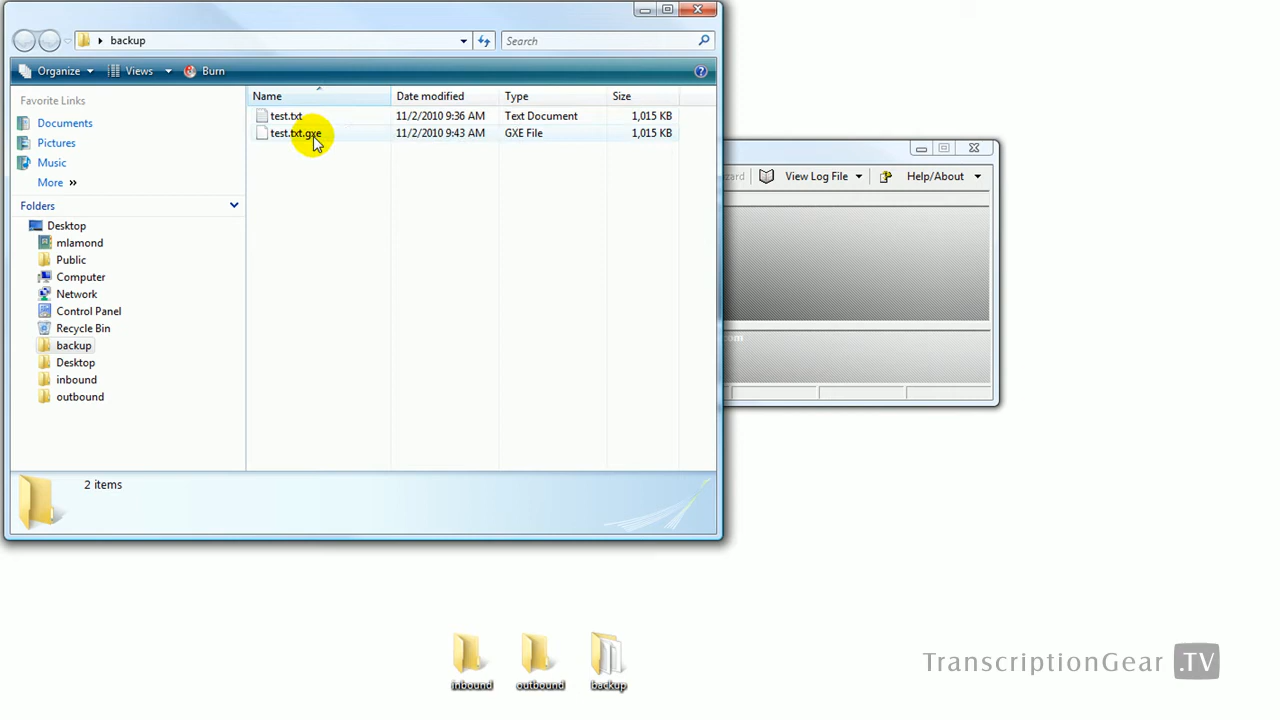 backup
Search
Organize Views Burn
Favorite Links
Documents
Pictures
Music
More »
Folders
Desktop
mlamond
Public
Computer
Network
Control Panel
Recycle Bin
backup
Desktop
inbound
outbound
Name Date modified Type Size
test.txt 11/2/2010 9:36 AM Text Document 1,015 KB
test.txt.gxe 11/2/2010 9:43 AM GXE File 1,015 KB
2 items
zard View Log File Help/About
com
inbound outbound backup
TranscriptionGear .TV